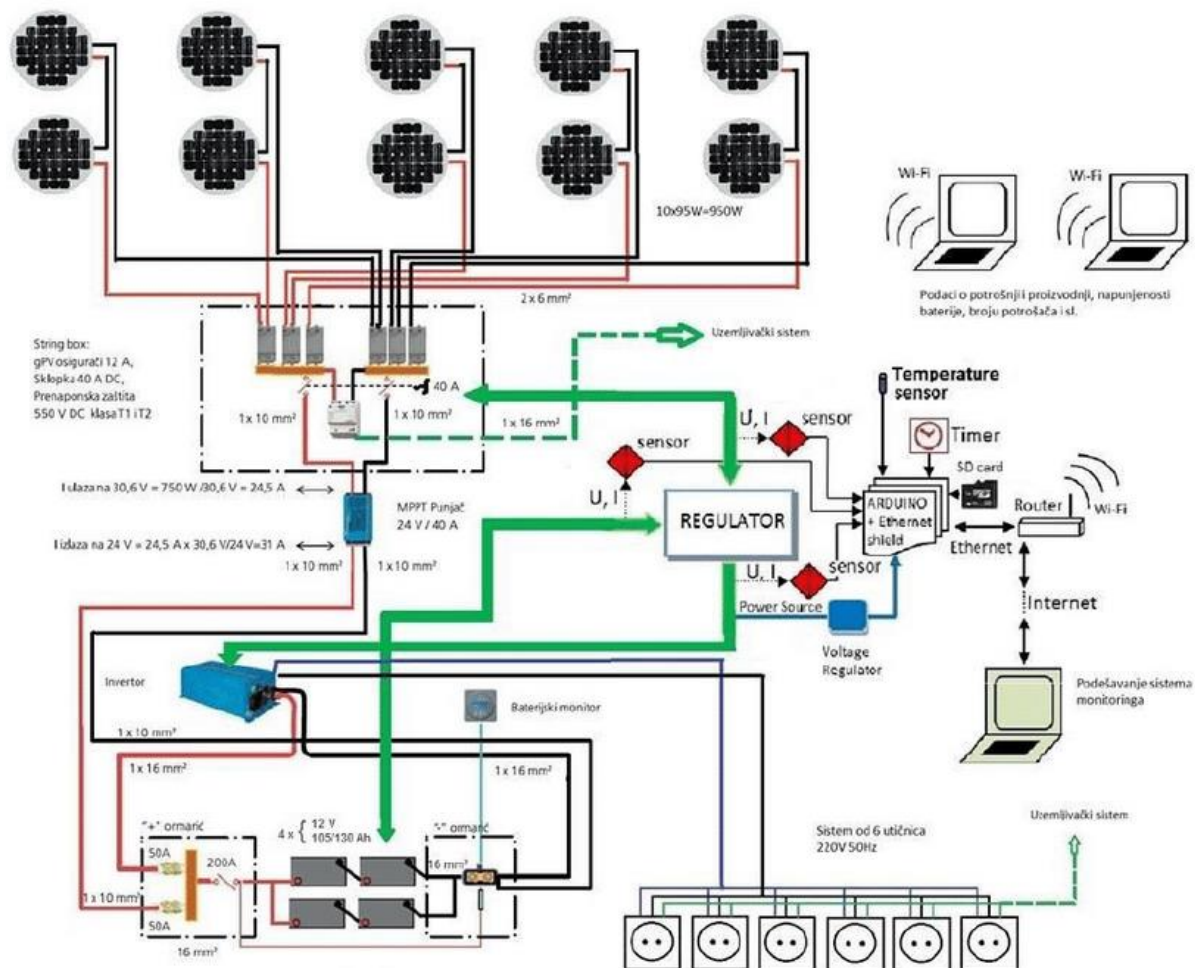 10x95W=950W
2 x 6 mm²
Wi-Fi
Wi-Fi
Podaci o potrošnji i proizvodnji, napunjenosti
baterije, broju potrošača i sl.
String box:
gPV osigurači 12 A,
Sklopka 40 A DC,
Prenaponska zaštita
550 V DC klasa T1 i T2
40 A
1 x 10 mm²
1 x 10 mm²
1 x 16 mm²
Uzemljivački sistem
I ulaza na 30,6 V = 750 W /30,6 V = 24,5 A
MPPT Punjač
24 V / 40 A
I izlaza na 24 V = 24,5 A x 30,6 V/24 V=31 A
1 x 10 mm²
1 x 10 mm²
Temperature
sensor
Timer
SD card
U, I
sensor
sensor
U, I
REGULATOR
ARDUINO
+ Ethernet
shield
Router
Wi-Fi
Ethernet
U, I
sensor
Power Source
Voltage
Regulator
Internet
Podešavanje sistema
monitoringa
Invertor
Baterijski monitor
1 x 10 mm²
1 x 16 mm²
1 x 16 mm²
"+" ormarić
50A
200A
1 x 10 mm²
50A
16 mm²
4 x { 12 V
105/130 Ah
"-" ormarić
16 mm²
Sistem od 6 utičnica
220V 50Hz
Uzemljivački sistem